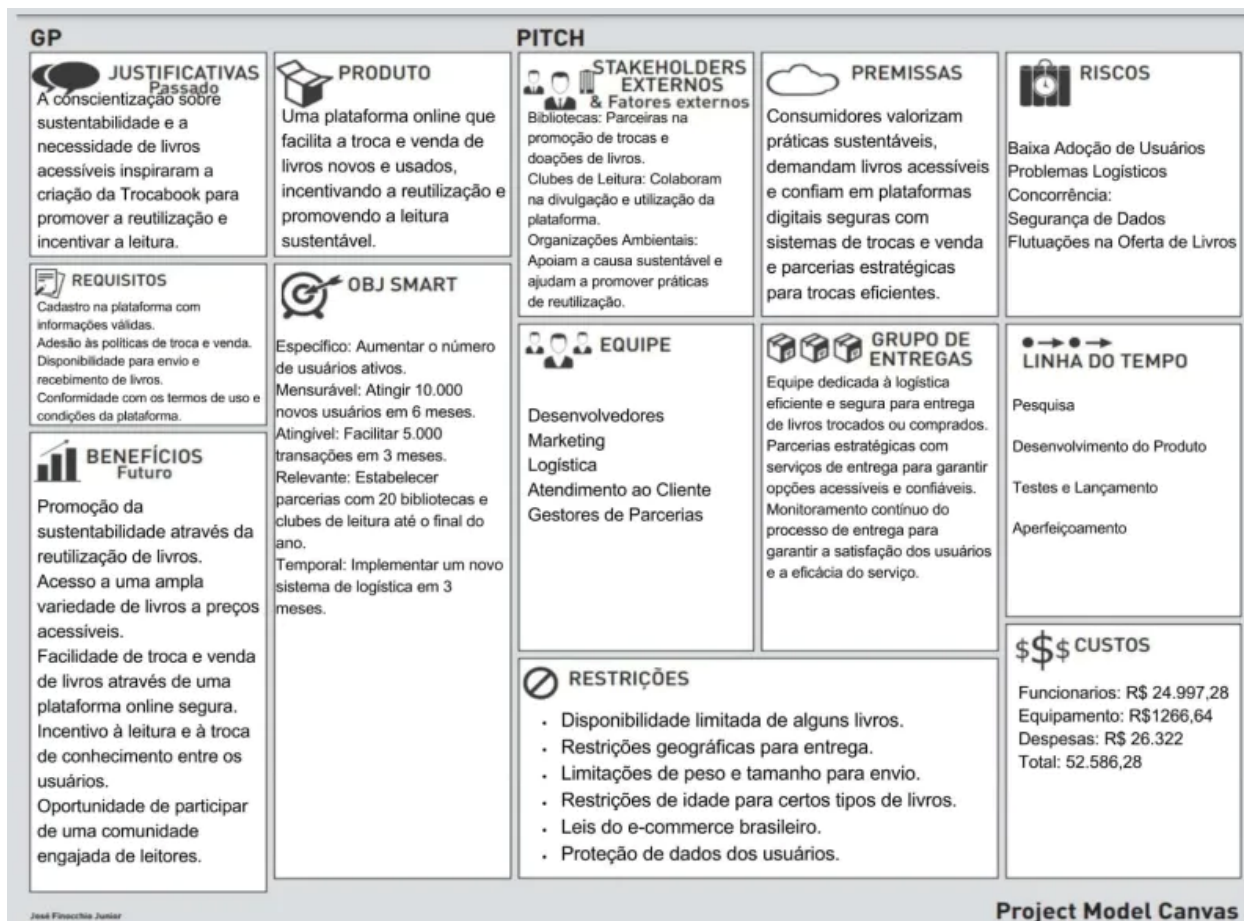 GP
PITCH
JUSTIFICATIVAS
Passado
A conscientização sobre
sustentabilidade e a
necessidade de livros
acessíveis inspiraram a
criação da Trocabook para
promover a reutilização e
incentivar a leitura.
PRODUTO
Uma plataforma online que
facilita a troca e venda de
livros novos e usados,
incentivando a reutilização e
promovendo a leitura
sustentável.
STAKEHOLDERS
EXTERNOS
& Fatores externos
Bibliotecas: Parceiras na
promoção de trocas e
doações de livros.
Clubes de Leitura: Colaboram
na divulgação e utilização da
plataforma.
Organizações Ambientais:
Apoiam a causa sustentável e
ajudam a promover práticas
de reutilização.
PREMISSAS
Consumidores valorizam
práticas sustentáveis,
demandam livros acessíveis
e confiam em plataformas
digitais seguras com
sistemas de trocas e venda
e parcerias estratégicas
para trocas eficientes.
RISCOS
Baixa Adoção de Usuários
Problemas Logísticos
Concorrência:
Segurança de Dados
Flutuações na Oferta de Livros
REQUISITOS
Cadastro na plataforma com
informações válidas.
Adesão às políticas de troca e venda.
Disponibilidade para envio e
recebimento de livros.
Conformidade com os termos de uso e
condições da plataforma.
OBJ SMART
Específico: Aumentar o número
de usuários ativos.
Mensurável: Atingir 10.000
novos usuários em 6 meses.
Atingível: Facilitar 5.000
transações em 3 meses.
Relevante: Estabelecer
parcerias com 20 bibliotecas e
clubes de leitura até o final do
ano.
Temporal: Implementar um novo
sistema de logística em 3
meses.
EQUIPE
Desenvolvedores
Marketing
Logística
Atendimento ao Cliente
Gestores de Parcerias
GRUPO DE
ENTREGAS
Equipe dedicada à logística
eficiente e segura para entrega
de livros trocados ou comprados.
Parcerias estratégicas com
serviços de entrega para garantir
opções acessíveis e confiáveis.
Monitoramento contínuo do
processo de entrega para
garantir a satisfação dos usuários
e a eficácia do serviço.
LINHA DO TEMPO
Pesquisa
Desenvolvimento do Produto
Testes e Lançamento
Aperfeiçoamento
BENEFÍCIOS
Futuro
Promoção da
sustentabilidade através da
reutilização de livros.
Acesso a uma ampla
variedade de livros a preços
acessíveis.
Facilidade de troca e venda
de livros através de uma
plataforma online segura.
Incentivo à leitura e à troca
de conhecimento entre os
usuários.
Oportunidade de participar
de uma comunidade
engajada de leitores.
RESTRIÇÕES
• Disponibilidade limitada de alguns livros.
• Restrições geográficas para entrega.
• Limitações de peso e tamanho para envio.
• Restrições de idade para certos tipos de livros.
• Leis do e-commerce brasileiro.
• Proteção de dados dos usuários.
$$$ CUSTOS
Funcionarios: R$ 24.997,28
Equipamento: R$1266,64
Despesas: R$ 26.322
Total: 52.586,28
José Finocchio Junior
Project Model Canvas